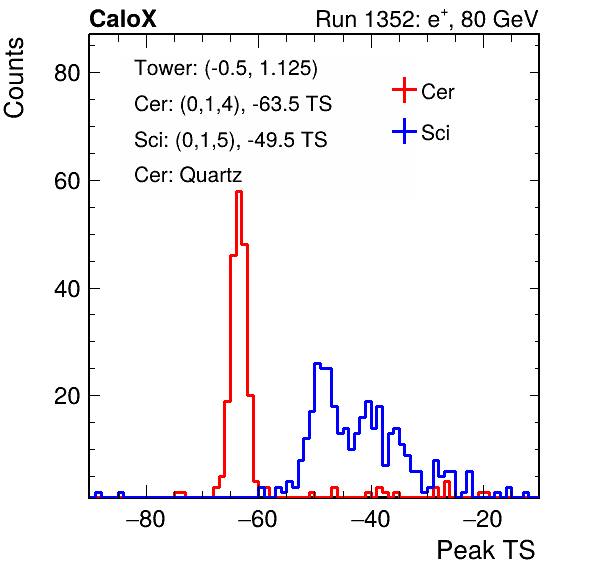 CaloX Run 1352: e⁺, 80 GeV
Counts
Tower: (-0.5, 1.125)
Cer: (0,1,4), -63.5 TS
Sci: (0,1,5), -49.5 TS
Cer: Quartz
Cer
Sci
80
60
40
20
−80 −60 −40 −20
Peak TS